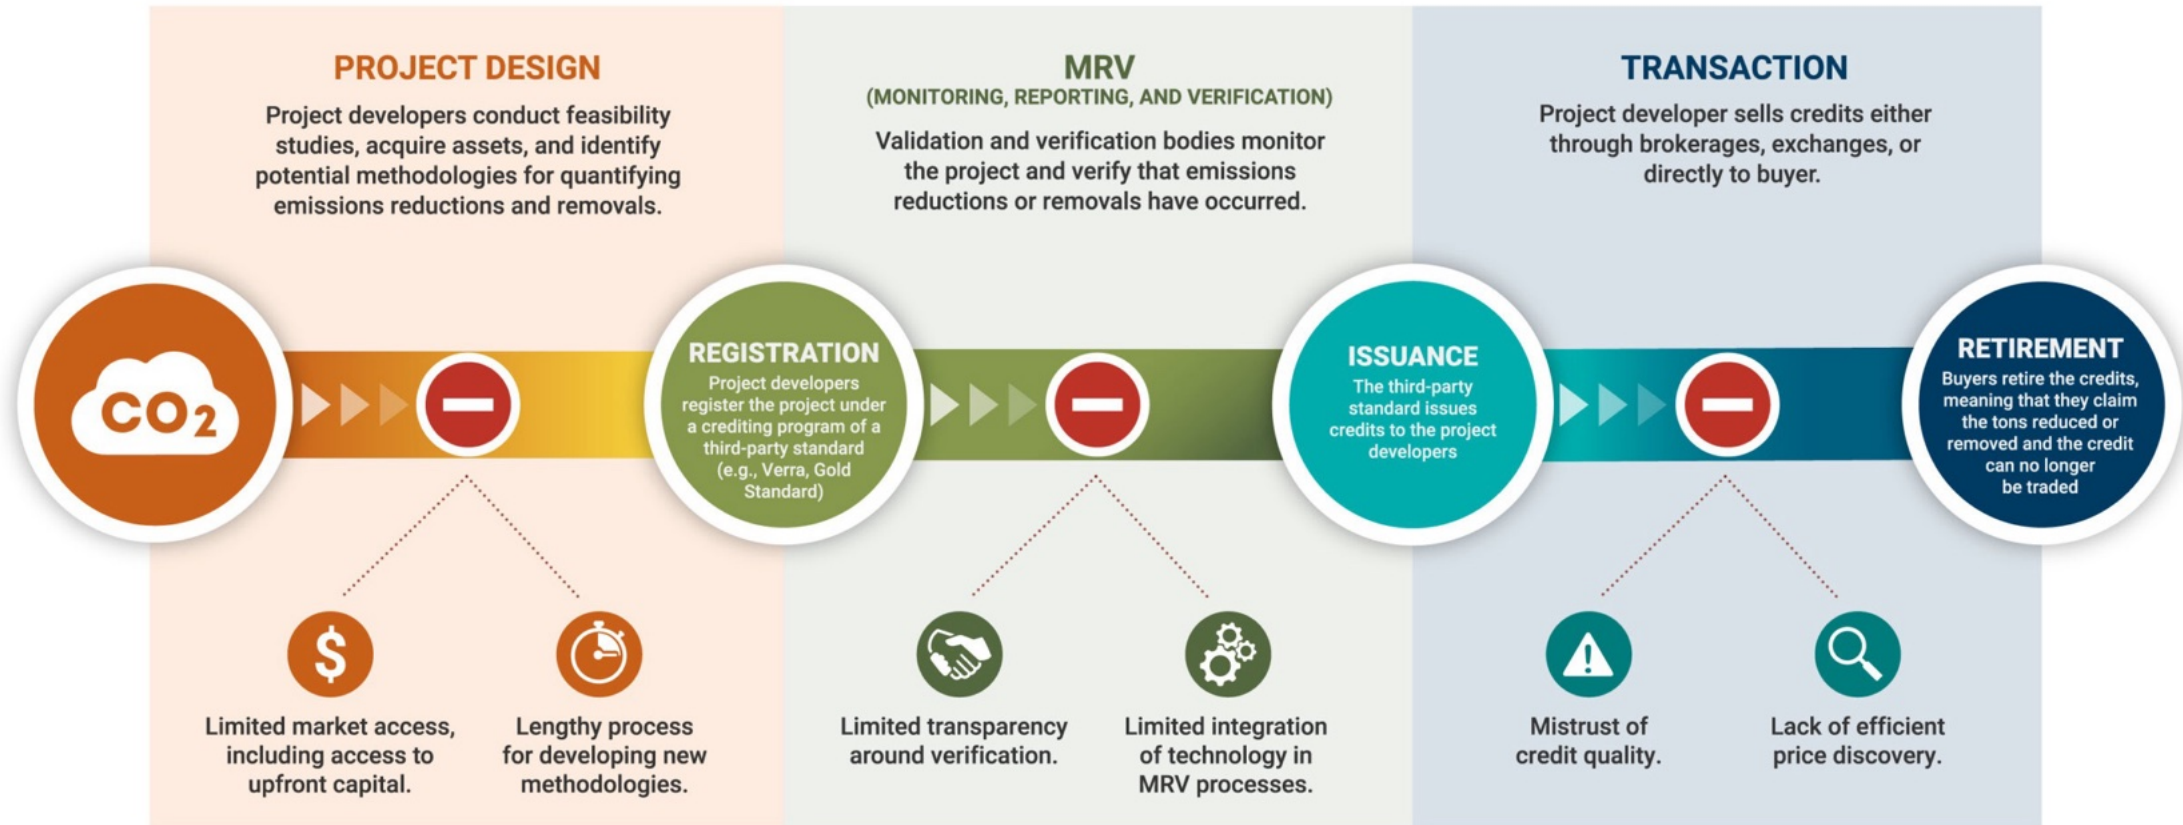 PROJECT DESIGN
Project developers conduct feasibility
studies, acquire assets, and identify
potential methodologies for quantifying
emissions reductions and removals.
MRV
(MONITORING, REPORTING, AND VERIFICATION)
Validation and verification bodies monitor
the project and verify that emissions
reductions or removals have occurred.
TRANSACTION
Project developer sells credits either
through brokerages, exchanges, or
directly to buyer.
CO2
REGISTRATION
Project developers
register the project under
a crediting program of a
third-party standard
(e.g., Verra, Gold
Standard)
ISSUANCE
The third-party
standard issues
credits to the project
developers
RETIREMENT
Buyers retire the credits,
meaning that they claim
the tons reduced or
removed and the credit
can no longer
be traded
$
Limited market access,
including access to
upfront capital.
Lengthy process
for developing new
methodologies.
Limited transparency
around verification.
Limited integration
of technology in
MRV processes.
!
Mistrust of
credit quality.
Lack of efficient
price discovery.